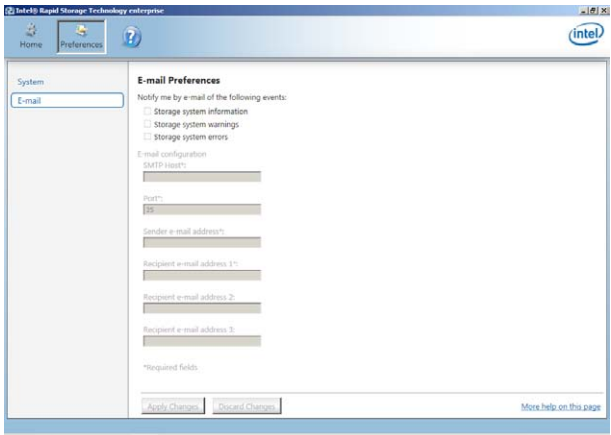 Intel® Rapid Storage Technology enterprise
Home
Preferences
?
intel
System
E-mail
E-mail Preferences
Notify me by e-mail of the following events:
Storage system information
Storage system warnings
Storage system errors
E-mail configuration
SMTP Host*:
Port*:
25
Sender e-mail address*:
Recipient e-mail address 1*:
Recipient e-mail address 2:
Recipient e-mail address 3:
*Required fields
Apply Changes
Discard Changes
More help on this page